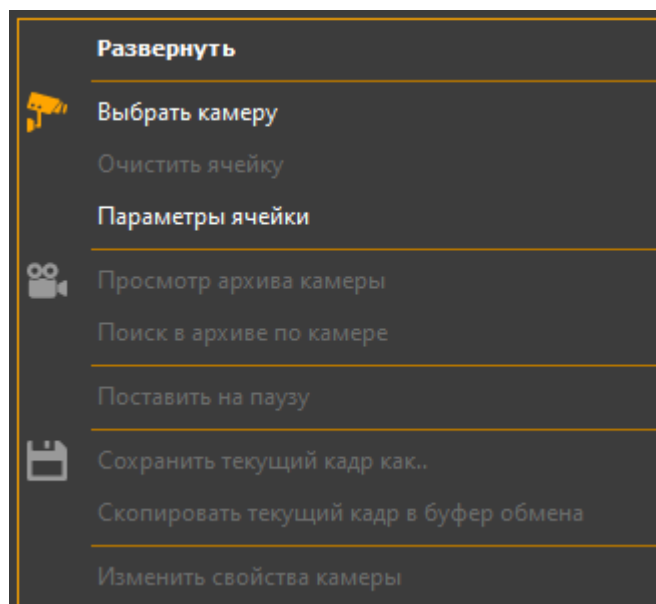 Развернуть
Выбрать камеру
Очистить ячейку
Параметры ячейки
Просмотр архива камеры
Поиск в архиве по камере
Поставить на паузу
Сохранить текущий кадр как..
Скопировать текущий кадр в буфер обмена
Изменить свойства камеры